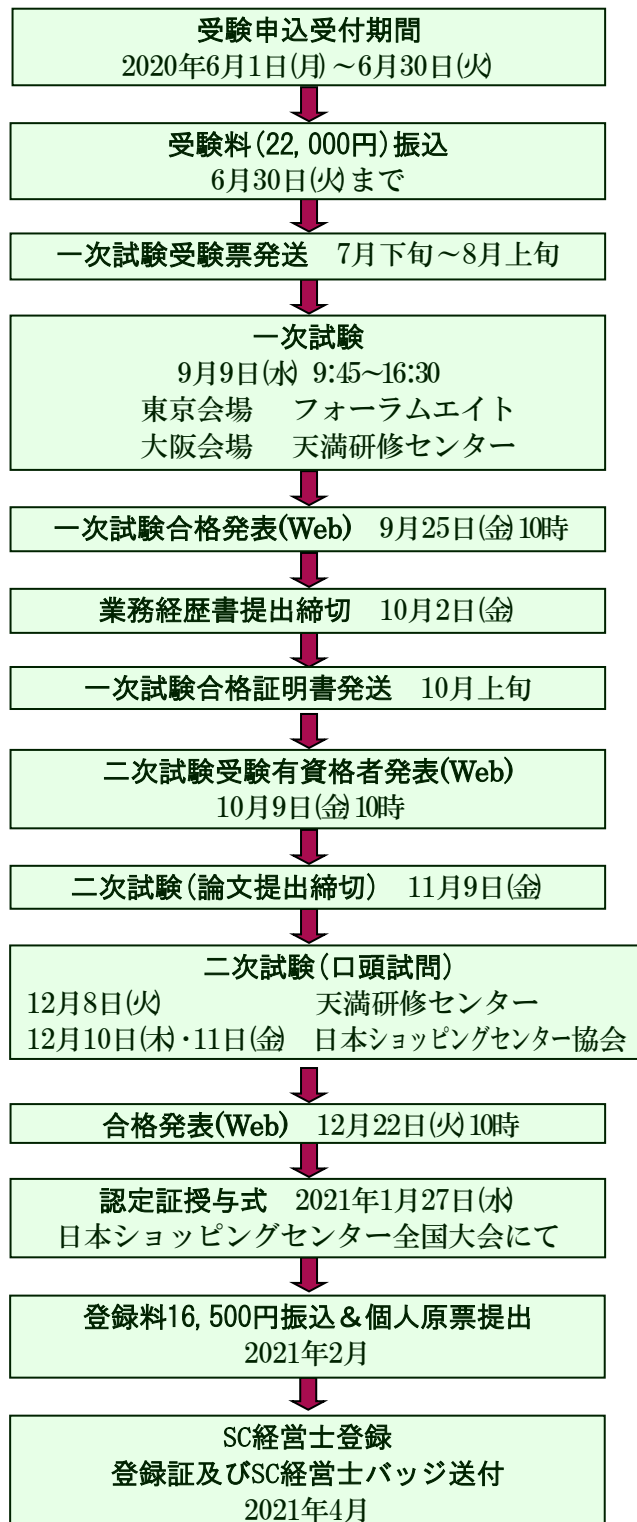 受験申込受付期間
2020年6月1日(月)～6月30日(火)
受験料(22,000円)振込
6月30日(火)まで
一次試験受験票発送　7月下旬～8月上旬
一次試験
9月9日(水) 9:45~16:30
東京会場　フォーラムエイト
大阪会場　天満研修センター
一次試験合格発表(Web)　9月25日(金)10時
業務経歴書提出締切　10月2日(金)
一次試験合格証明書発送　10月上旬
二次試験受験有資格者発表(Web)
10月9日(金)10時
二次試験(論文提出締切)　11月9日(金)
二次試験(口頭試問)
12月8日(火)　天満研修センター
12月10日(木)・11日(金)　日本ショッピングセンター協会
合格発表(Web)　12月22日(火)10時
認定証授与式　2021年1月27日(水)
日本ショッピングセンター全国大会にて
登録料16,500円振込＆個人原票提出
2021年2月
SC経営士登録
登録証及びSC経営士バッジ送付
2021年4月